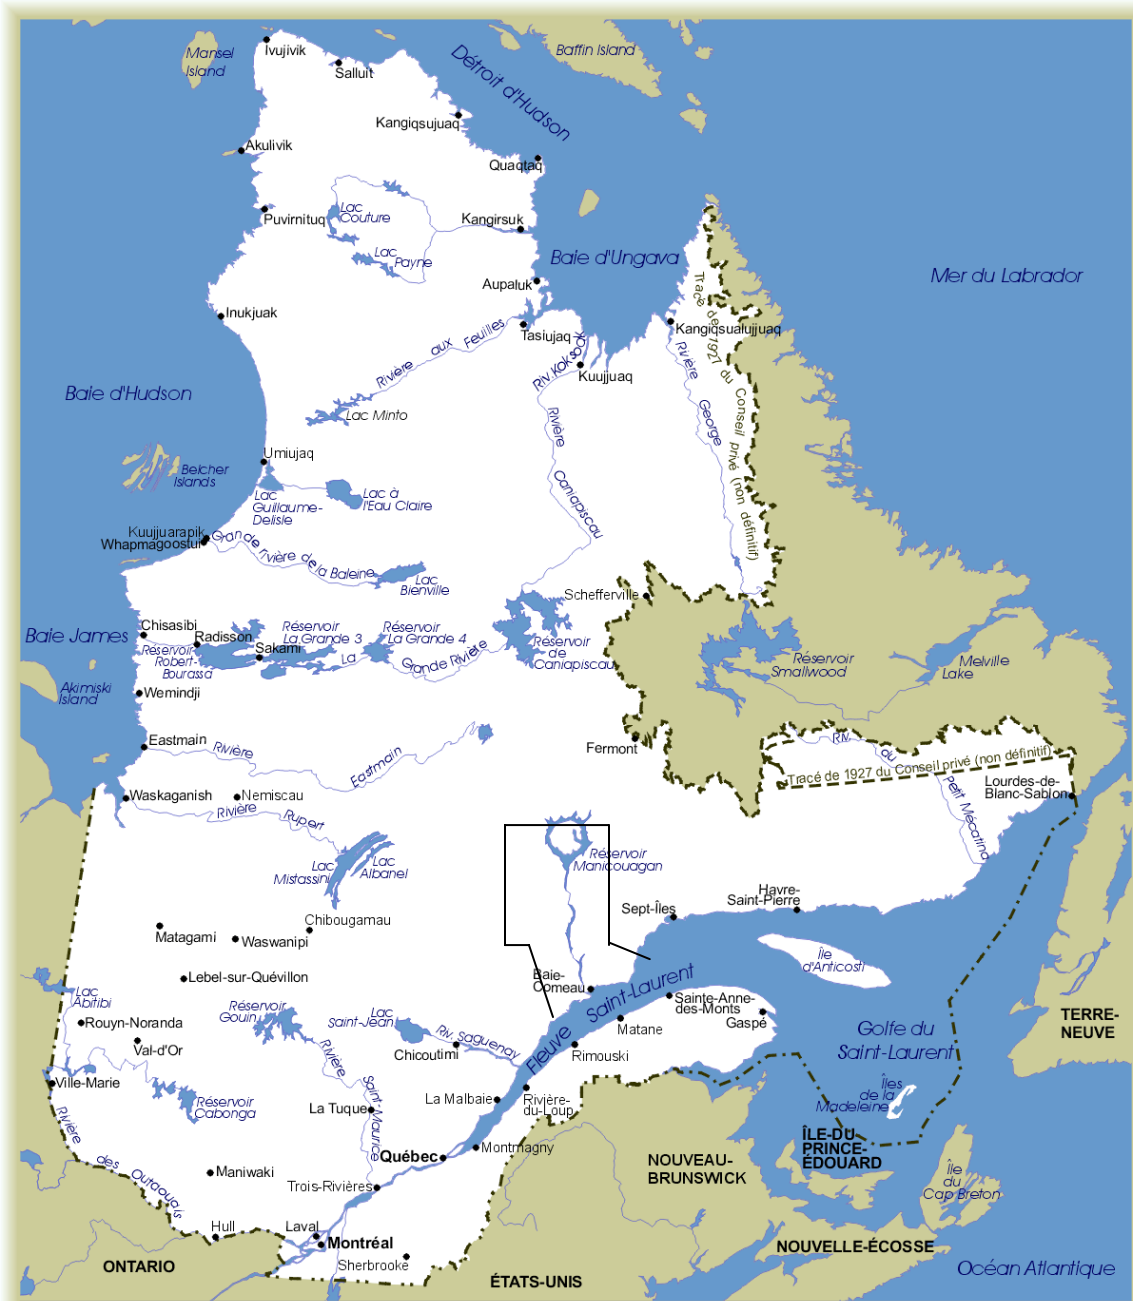 Ivujivik
Mansel
Island
Salluit
Baffin Island
Détroit d'Hudson
Kangiqsujuaq
Akulivik
Quaqtaq
Puvirnituq
Lac
Couture
Kangirsuk
Lac
Payne
Baie d'Ungava
Mer du Labrador
Aupaluk
Inukjuak
Tasiujaq
Kangiqsualujjuaq
Rivière aux Feuilles
Riv. Koksoak
Kuujjuaq
Tracé de 1927 du Conseil privé (non définitif)
Rivière George
Baie d'Hudson
Lac Minto
Rivière Caniapiscau
Umiujaq
Belcher
Islands
Lac
Guillaume-
Delisle
Lac à
l'Eau Claire
Kuujjuarapik
Whapmagoostui
Grande rivière de la Baleine
Lac
Bienville
Schefferville
Chisasibi
Baie James
Radisson
Réservoir
La Grande 3
Réservoir
La Grande 4
Sakami
Réservoir
Robert-
Bourassa
La Grande Rivière
Réservoir
de
Caniapiscau
Réservoir
Smallwood
Melville
Lake
Akimiski
Island
Wemindji
Eastmain
Rivière Eastmain
Fermont
Riv. du Petit Mécatina
Tracé de 1927 du Conseil privé (non définitif)
Lourdes-de-
Blanc-Sablon
Waskaganish
Nemiscau
Rivière Rupert
Lac
Mistassini
Lac
Albanel
Réservoir
Manicouagan
Havre-
Saint-Pierre
Sept-Îles
Chibougamau
Matagami
Waswanipi
Île
d'Anticosti
Lebel-sur-Quévillon
Baie-
Comeau
Lac
Abitibi
Réservoir
Gouin
Lac
Saint-Jean
Fleuve Saint-Laurent
Sainte-Anne-
des-Monts
Gaspé
Rouyn-Noranda
Val-d'Or
Riv. Saguenay
Chicoutimi
Matane
Rimouski
Golfe du
Saint-Laurent
TERRE-
NEUVE
Ville-Marie
Réservoir
Cabonga
Rivière Saint-Maurice
La Tuque
La Malbaie
Rivière-
du-Loup
Îles
de la
Madeleine
Rivière des Outaouais
Maniwaki
Québec
Montmagny
ÎLE-DU-
PRINCE-
ÉDOUARD
NOUVEAU-
BRUNSWICK
Île
du
Cap Breton
Trois-Rivières
Hull
Laval
Montréal
Sherbrooke
ONTARIO
ÉTATS-UNIS
NOUVELLE-ÉCOSSE
Océan Atlantique